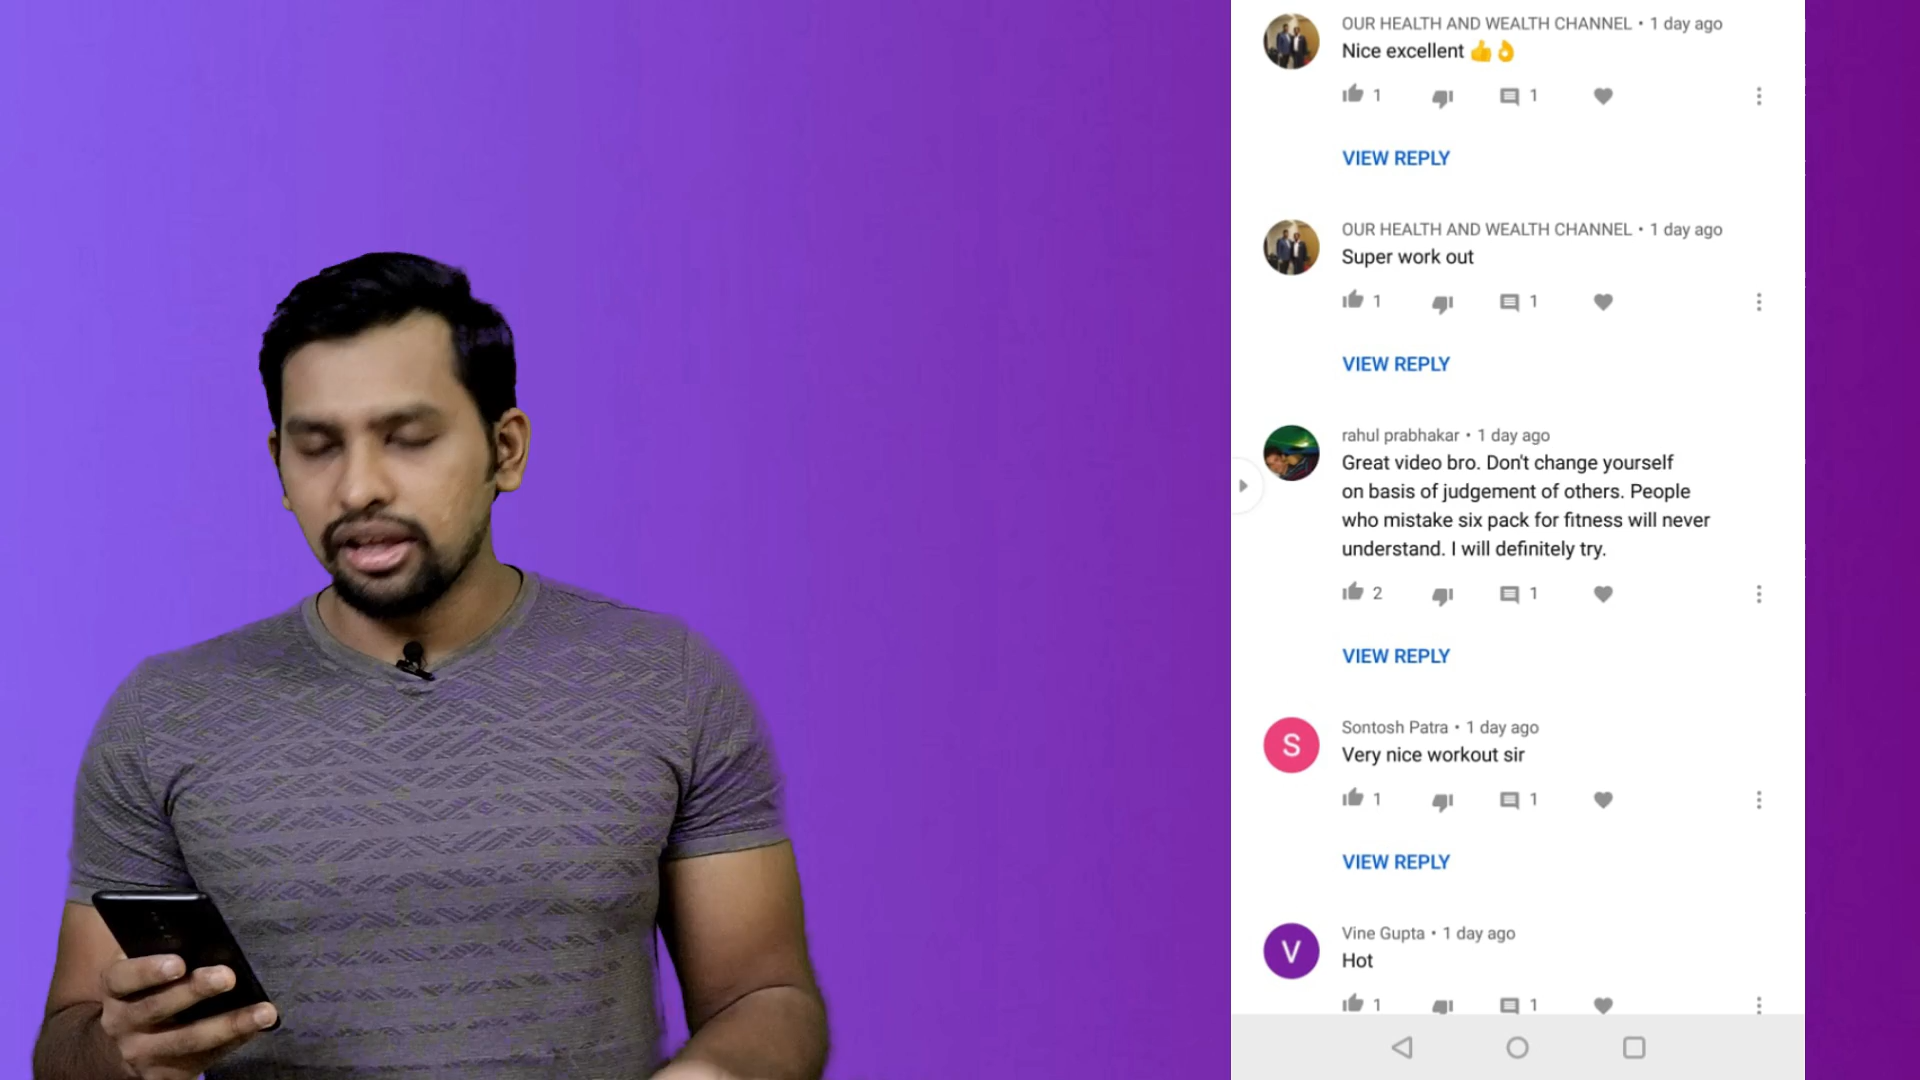 OUR HEALTH AND WEALTH CHANNEL • 1 day ago
Nice excellent 👍👌
1 1
VIEW REPLY
OUR HEALTH AND WEALTH CHANNEL • 1 day ago
Super work out
1 1
VIEW REPLY
rahul prabhakar • 1 day ago
Great video bro. Don't change yourself
on basis of judgement of others. People
who mistake six pack for fitness will never
understand. I will definitely try.
2 1
VIEW REPLY
S
Sontosh Patra • 1 day ago
Very nice workout sir
1 1
VIEW REPLY
V
Vine Gupta • 1 day ago
Hot
1 1